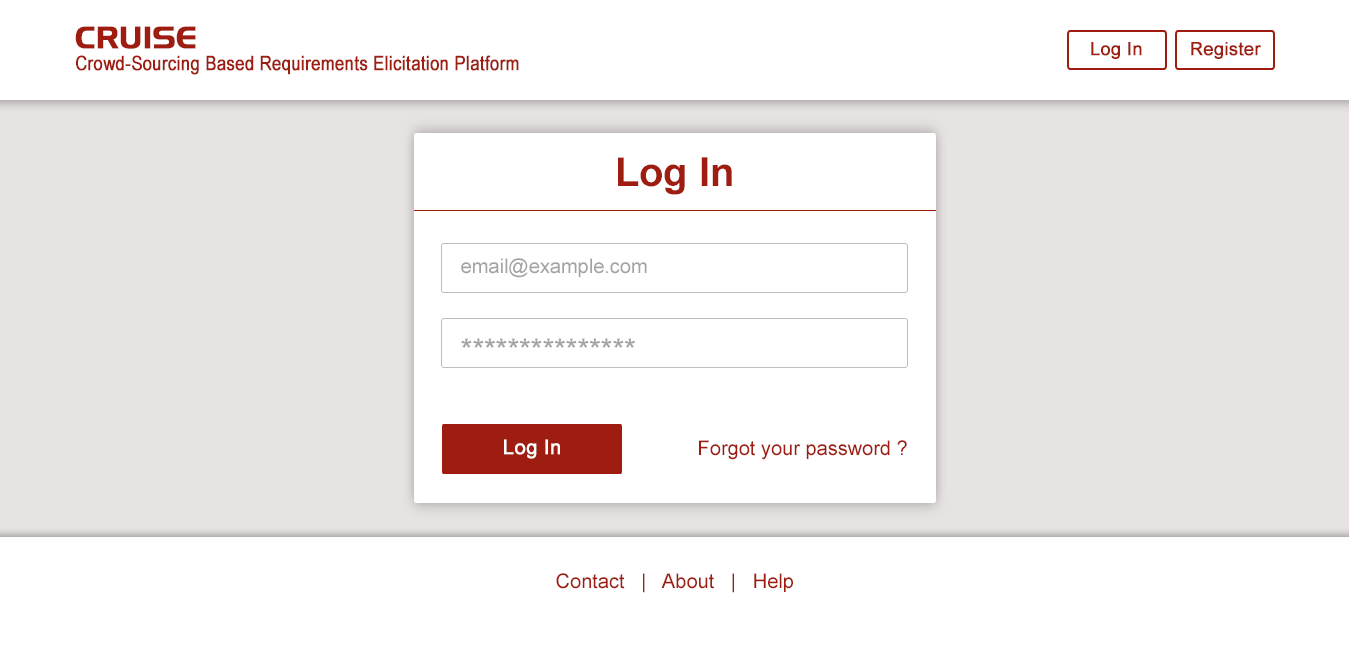 CRUISE
Crowd-Sourcing Based Requirements Elicitation Platform
Log In
Register
Log In
email@example.com
***************
Log In
Forgot your password ?
Contact | About | Help